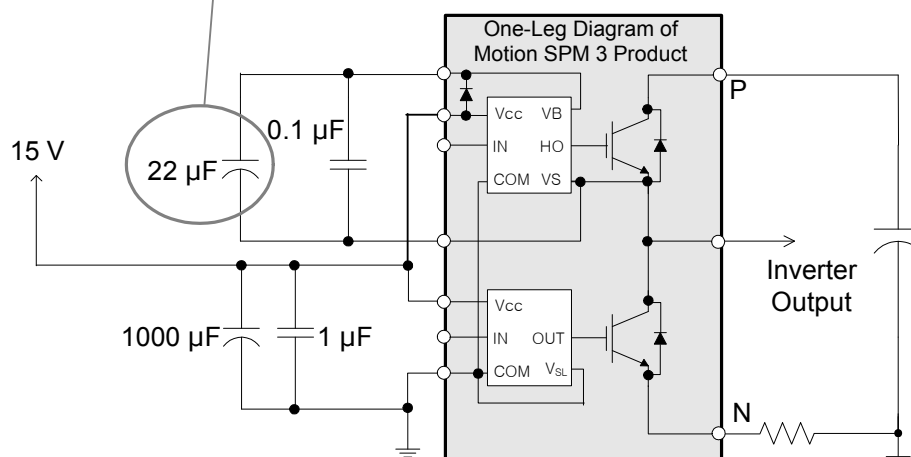 One-Leg Diagram of
Motion SPM 3 Product
P
15 V
22 µF
0.1 µF
Vcc VB
IN HO
COM VS
Inverter
Output
1000 µF
1 µF
Vcc
IN OUT
COM VSL
N